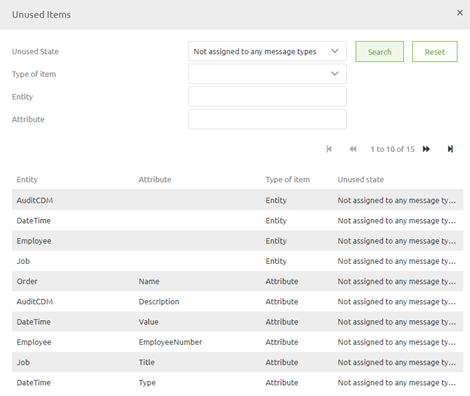 Unused Items ×
Unused State Not assigned to any message types Search Reset
Type of item
Entity
Attribute
1 to 10 of 15
Entity Attribute Type of item Unused state
AuditCDM Entity Not assigned to any message ty...
DateTime Entity Not assigned to any message ty...
Employee Entity Not assigned to any message ty...
Job Entity Not assigned to any message ty...
Order Name Attribute Not assigned to any message ty...
AuditCDM Description Attribute Not assigned to any message ty...
DateTime Value Attribute Not assigned to any message ty...
Employee EmployeeNumber Attribute Not assigned to any message ty...
Job Title Attribute Not assigned to any message ty...
DateTime Type Attribute Not assigned to any message ty...